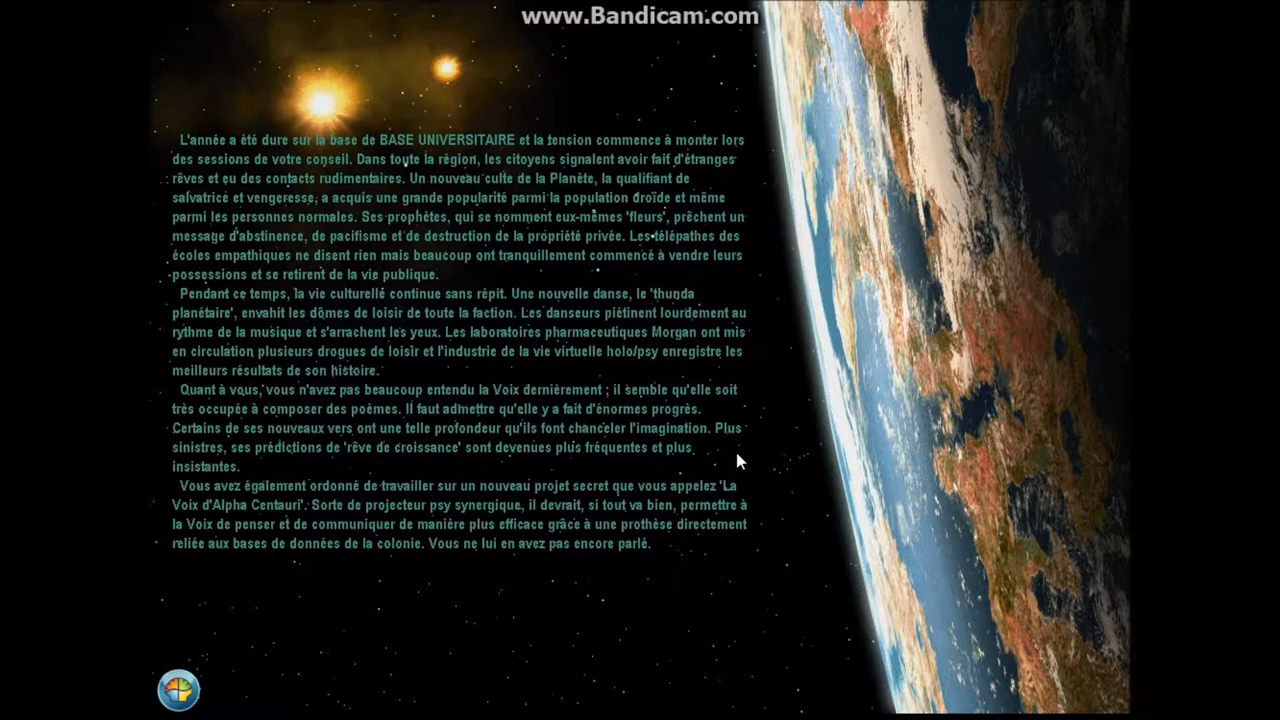 www.Bandicam.com
L'année a été dure sur la base de BASE UNIVERSITAIRE et la tension commence à monter lors
des sessions de votre conseil. Dans toute la région, les citoyens signalent avoir fait d'étranges
rêves et eu des contacts rudimentaires. Un nouveau culte de la Planète, la qualifiant de
salvatrice et vengeresse, a acquis une grande popularité parmi la population droïde et même
parmi les personnes normales. Ses prophètes, qui se nomment eux-mêmes 'fleurs', prêchent un
message d'abstinence, de pacifisme et de destruction de la propriété privée. Les télépathes des
écoles empathiques ne disent rien mais beaucoup ont tranquillement commencé à vendre leurs
possessions et se retirent de la vie publique.
Pendant ce temps, la vie culturelle continue sans répit. Une nouvelle danse, le 'thunda
planétaire', envahit les dômes de loisir de toute la faction. Les danseurs piétinent lourdement au
rythme de la musique et s'arrachent les yeux. Les laboratoires pharmaceutiques Morgan ont mis
en circulation plusieurs drogues de loisir et l'industrie de la vie virtuelle holo/psy enregistre les
meilleurs résultats de son histoire.
Quant à vous, vous n'avez pas beaucoup entendu la Voix dernièrement ; il semble qu'elle soit
très occupée à composer des poèmes. Il faut admettre qu'elle y a fait d'énormes progrès.
Certains de ses nouveaux vers ont une telle profondeur qu'ils font chanceler l'imagination. Plus
sinistres, ses prédictions de 'rêve de croissance' sont devenues plus fréquentes et plus
insistantes.
Vous avez également ordonné de travailler sur un nouveau projet secret que vous appelez 'La
Voix d'Alpha Centauri'. Sorte de projecteur psy synergique, il devrait, si tout va bien, permettre à
la Voix de penser et de communiquer de manière plus efficace grâce à une prothèse directement
reliée aux bases de données de la colonie. Vous ne lui en avez pas encore parlé.